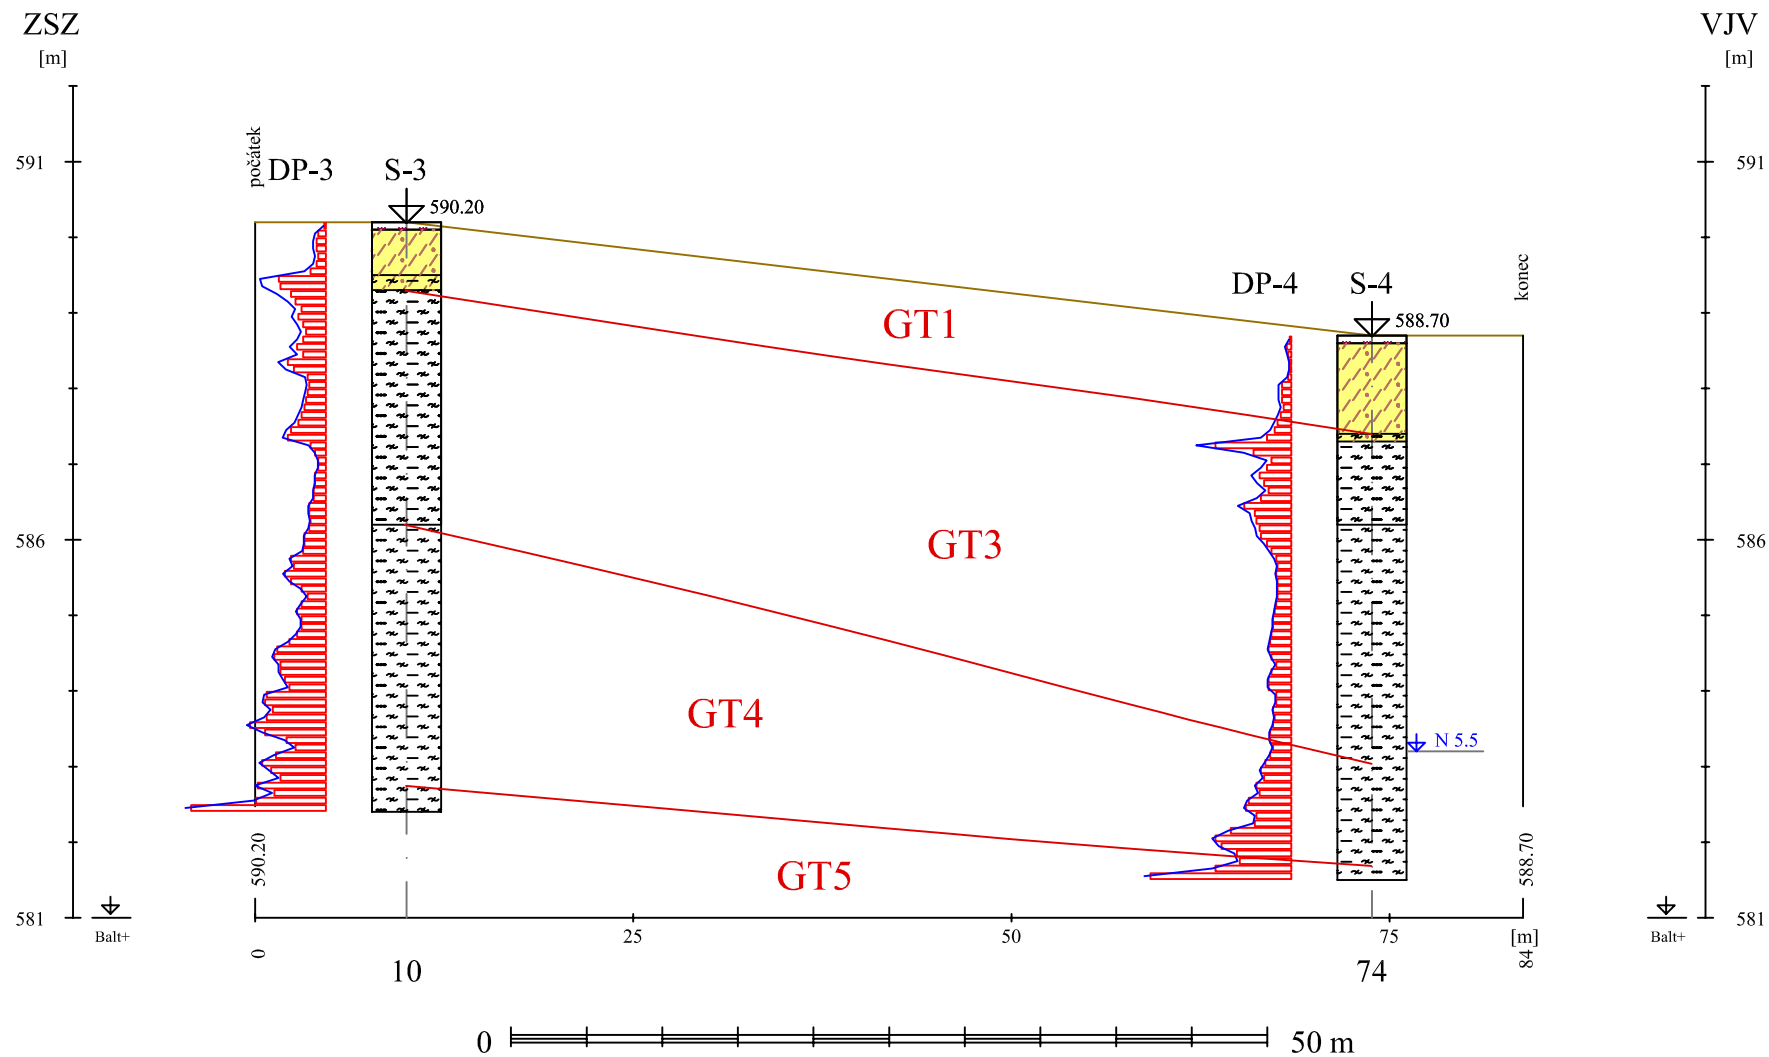 ZSZ
VJV
[m]
[m]
počátek
591
DP-3
S-3
591
590.20
konec
DP-4
S-4
GT1
588.70
586
GT3
586
GT4
N 5.5
590.20
GT5
588.70
581
581
Balt+
0
25
50
75
[m]
84
Balt+
10
74
0
50 m